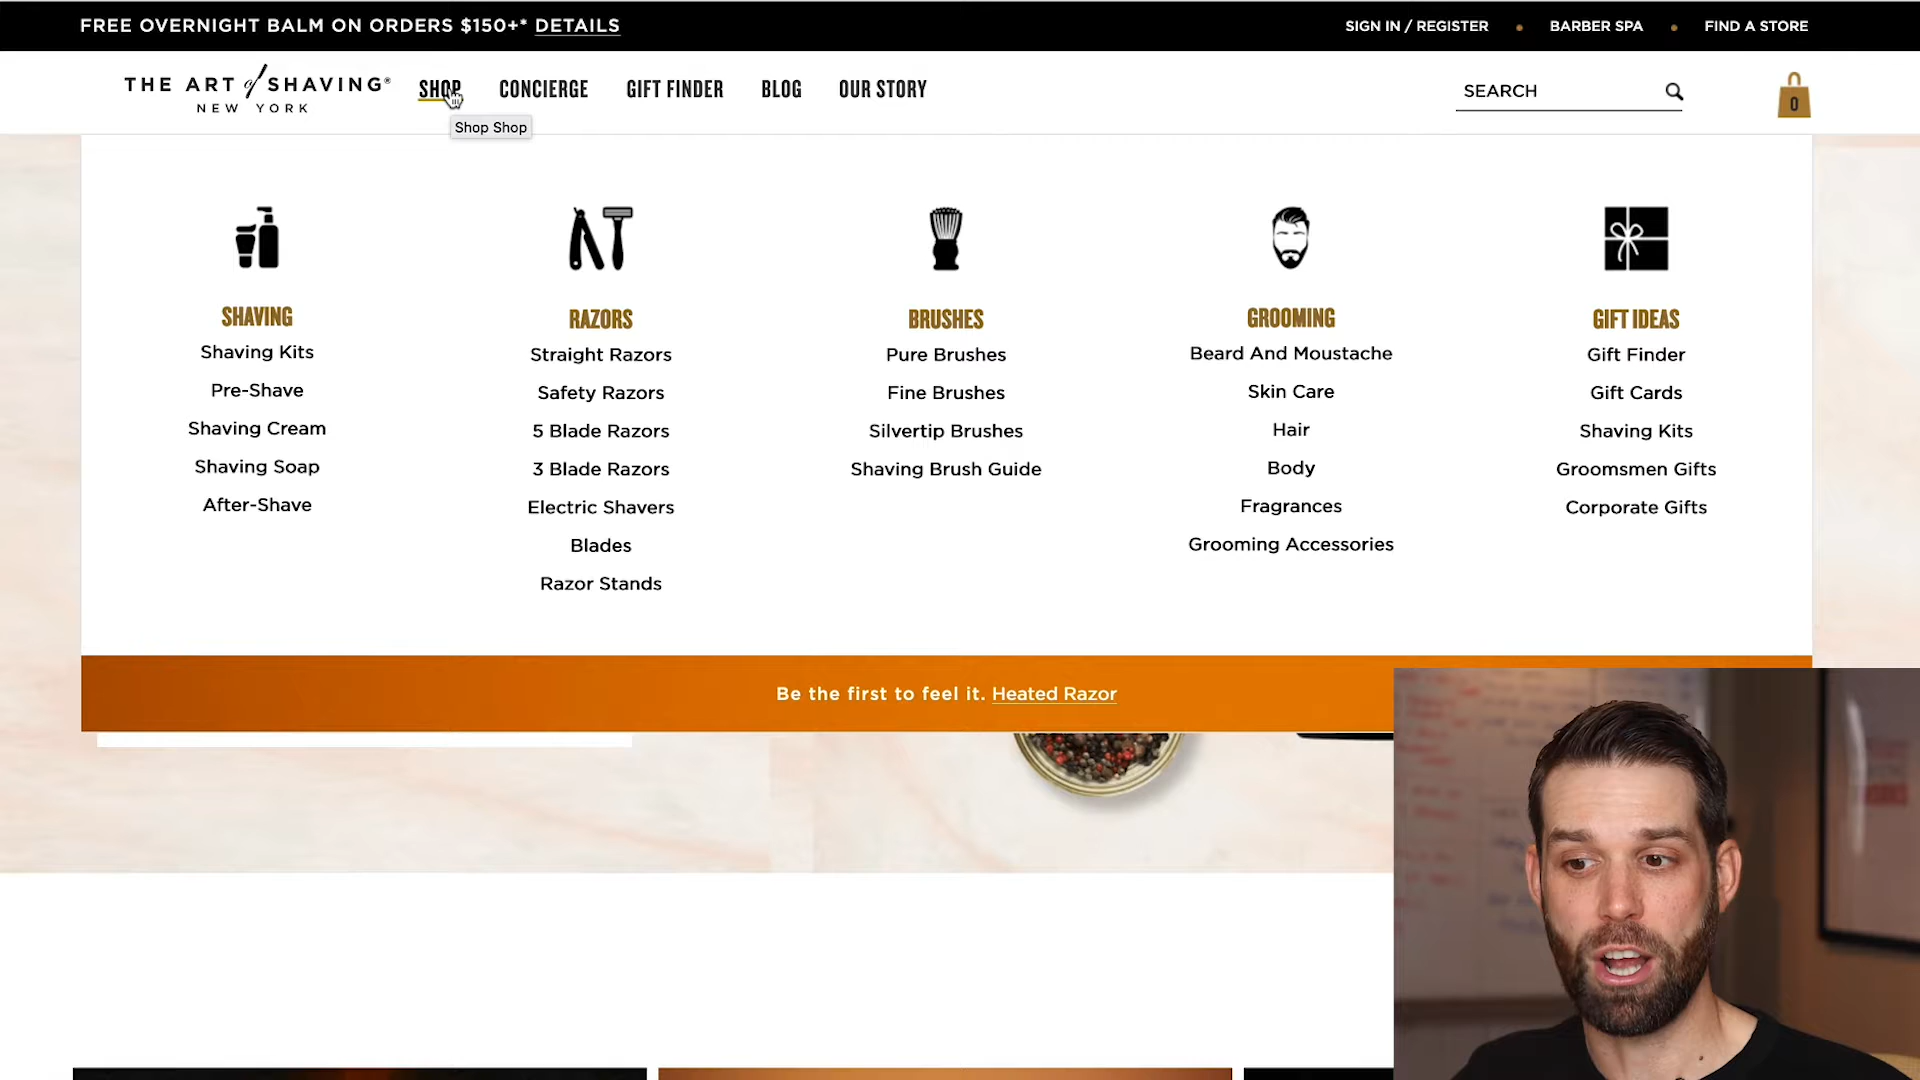 FREE OVERNIGHT BALM ON ORDERS $150+* DETAILS
SIGN IN / REGISTER
BARBER SPA
FIND A STORE
THE ART of SHAVING®
NEW YORK
SHOP
CONCIERGE
GIFT FINDER
BLOG
OUR STORY
SEARCH
0
Shop Shop
SHAVING
Shaving Kits
Pre-Shave
Shaving Cream
Shaving Soap
After-Shave
RAZORS
Straight Razors
Safety Razors
5 Blade Razors
3 Blade Razors
Electric Shavers
Blades
Razor Stands
BRUSHES
Pure Brushes
Fine Brushes
Silvertip Brushes
Shaving Brush Guide
GROOMING
Beard And Moustache
Skin Care
Hair
Body
Fragrances
Grooming Accessories
GIFT IDEAS
Gift Finder
Gift Cards
Shaving Kits
Groomsmen Gifts
Corporate Gifts
Be the first to feel it. Heated Razor